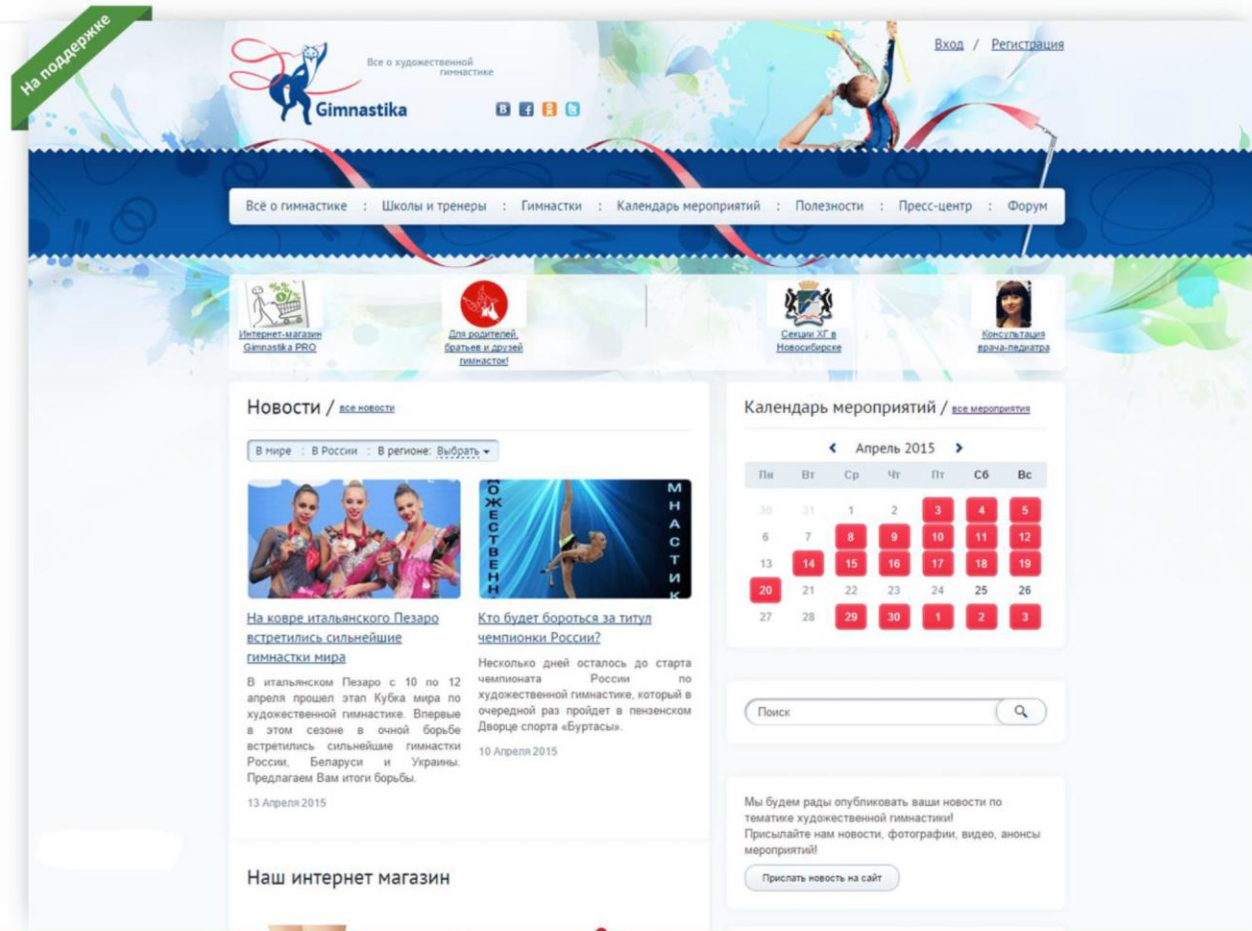 На поддержке
Вход / Регистрация
Все о художественной
гимнастике
Gimnastika
Всё о гимнастике : Школы и тренеры : Гимнастки : Календарь мероприятий : Полезности : Пресс-центр : Форум
Интернет-магазин
Gimnastika PRO
Для родителей,
братьев и друзей
гимнасток!
Секции ХГ в
Новосибирске
Консультация
врача-педиатра
Новости / все новости
В мире : В России : В регионе: Выбрать
ОЖЕСТВЕНН
МНАСТИК
На ковре итальянского Пезаро
встретились сильнейшие
гимнастки мира
В итальянском Пезаро с 10 по 12
апреля прошел этап Кубка мира по
художественной гимнастике. Впервые
в этом сезоне в очной борьбе
встретились сильнейшие гимнастки
России, Беларуси и Украины.
Предлагаем Вам итоги борьбы.
13 Апреля 2015
Кто будет бороться за титул
чемпионки России?
Несколько дней осталось до старта
чемпионата России по
художественной гимнастике, который в
очередной раз пройдет в пензенском
Дворце спорта «Буртасы».
10 Апреля 2015
Наш интернет магазин
Календарь мероприятий / все мероприятия
Апрель 2015
Пн Вт Ср Чт Пт Сб Вс
30 31 1 2 3 4 5
6 7 8 9 10 11 12
13 14 15 16 17 18 19
20 21 22 23 24 25 26
27 28 29 30 1 2 3
Поиск
Мы будем рады опубликовать ваши новости по
тематике художественной гимнастики!
Присылайте нам новости, фотографии, видео, анонсы
мероприятий!
Прислать новость на сайт